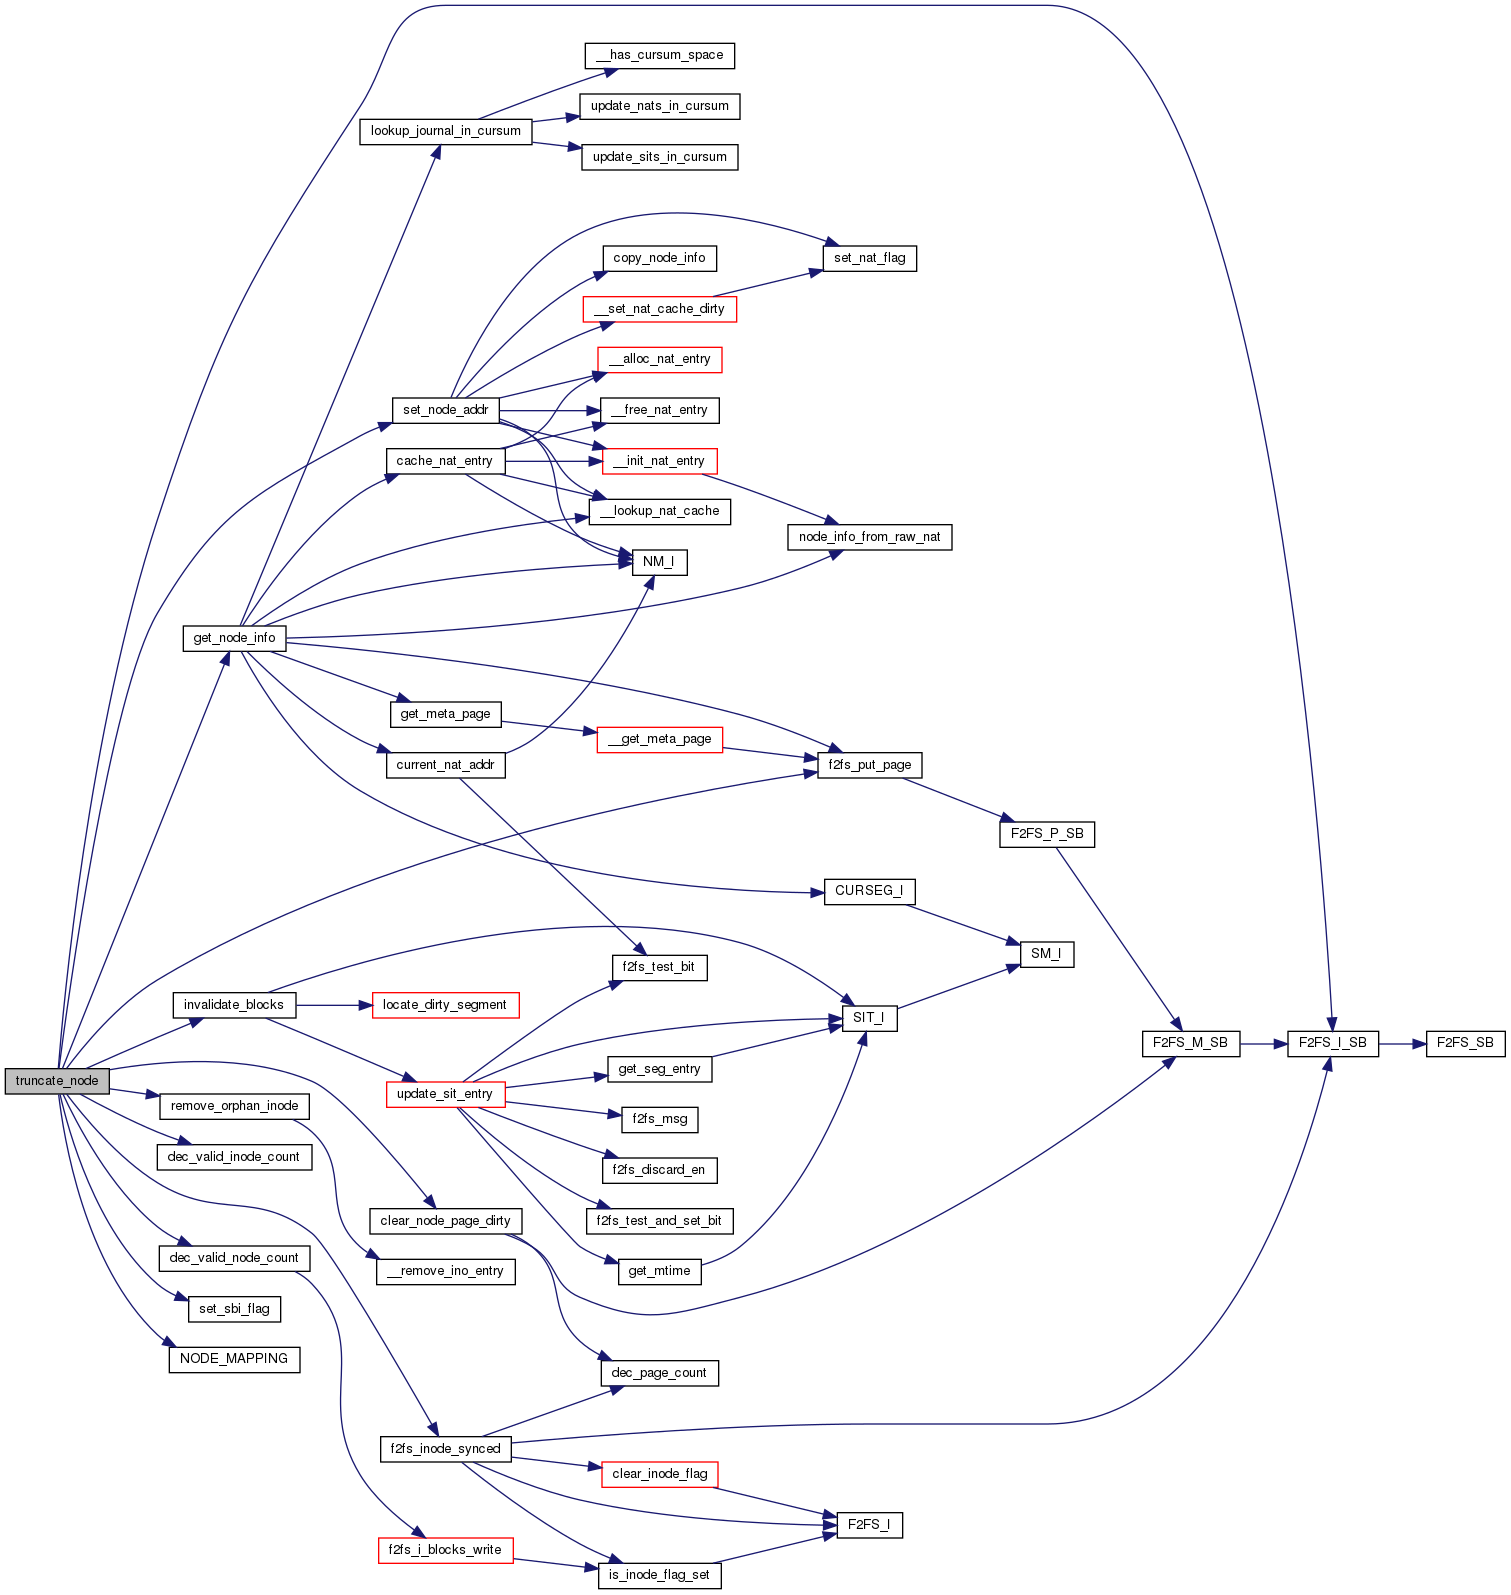 __has_cursum_space
update_nats_in_cursum
lookup_journal_in_cursum
update_sits_in_cursum
copy_node_info
set_nat_flag
__set_nat_cache_dirty
__alloc_nat_entry
set_node_addr
__free_nat_entry
cache_nat_entry
__init_nat_entry
__lookup_nat_cache
node_info_from_raw_nat
NM_I
get_node_info
get_meta_page
__get_meta_page
current_nat_addr
f2fs_put_page
F2FS_P_SB
CURSEG_I
SM_I
f2fs_test_bit
invalidate_blocks
locate_dirty_segment
SIT_I
F2FS_M_SB
F2FS_I_SB
F2FS_SB
get_seg_entry
truncate_node
update_sit_entry
remove_orphan_inode
f2fs_msg
dec_valid_inode_count
f2fs_discard_en
clear_node_page_dirty
f2fs_test_and_set_bit
dec_valid_node_count
__remove_ino_entry
get_mtime
set_sbi_flag
NODE_MAPPING
dec_page_count
f2fs_inode_synced
clear_inode_flag
F2FS_I
f2fs_i_blocks_write
is_inode_flag_set